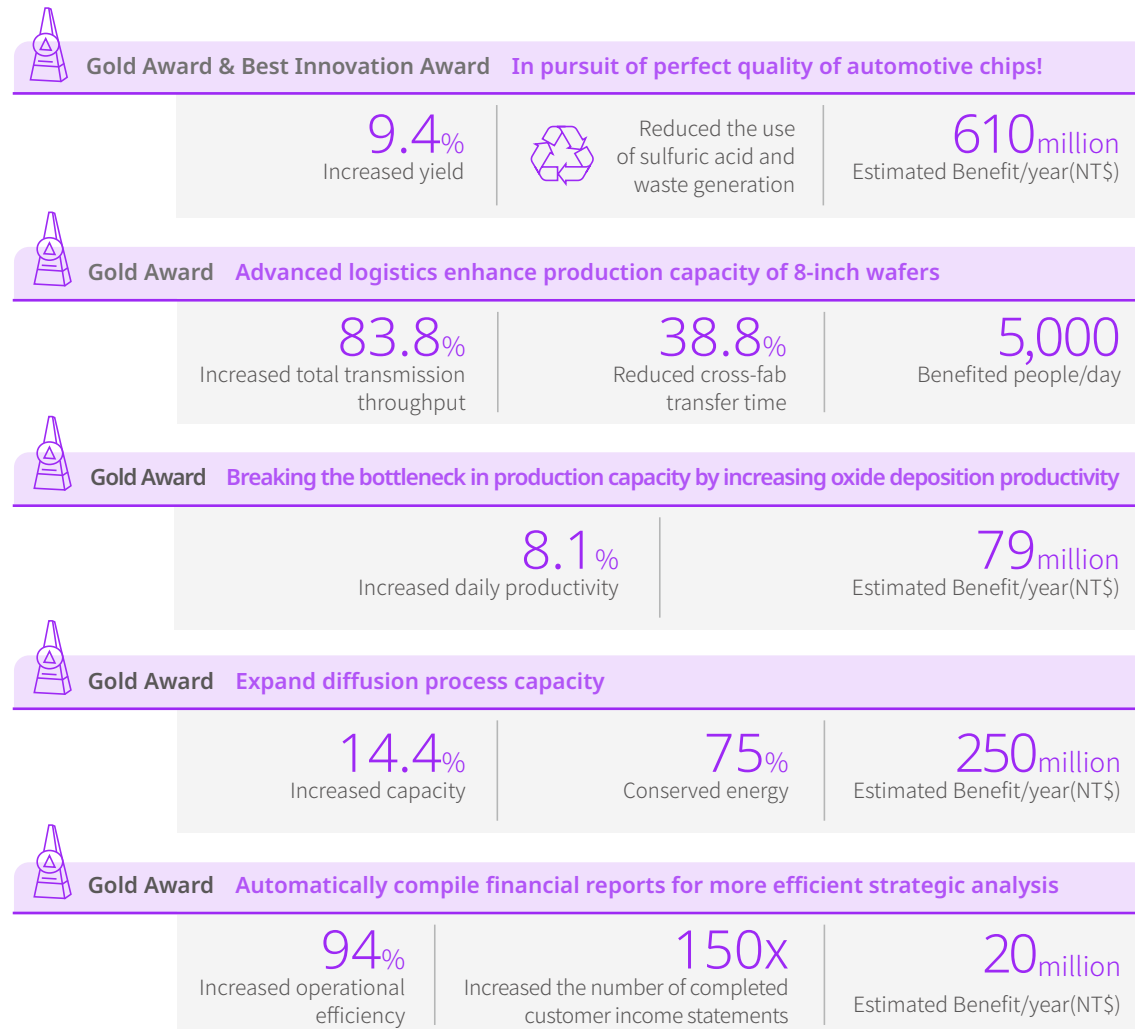 Gold Award & Best Innovation Award In pursuit of perfect quality of automotive chips!
9.4%
Increased yield
Reduced the use
of sulfuric acid and
waste generation
610million
Estimated Benefit/year(NT$)
Gold Award Advanced logistics enhance production capacity of 8-inch wafers
83.8%
Increased total transmission
throughput
38.8%
Reduced cross-fab
transfer time
5,000
Benefited people/day
Gold Award Breaking the bottleneck in production capacity by increasing oxide deposition productivity
8.1%
Increased daily productivity
79million
Estimated Benefit/year(NT$)
Gold Award Expand diffusion process capacity
14.4%
Increased capacity
75%
Conserved energy
250million
Estimated Benefit/year(NT$)
Gold Award Automatically compile financial reports for more efficient strategic analysis
94%
Increased operational
efficiency
150x
Increased the number of completed
customer income statements
20million
Estimated Benefit/year(NT$)